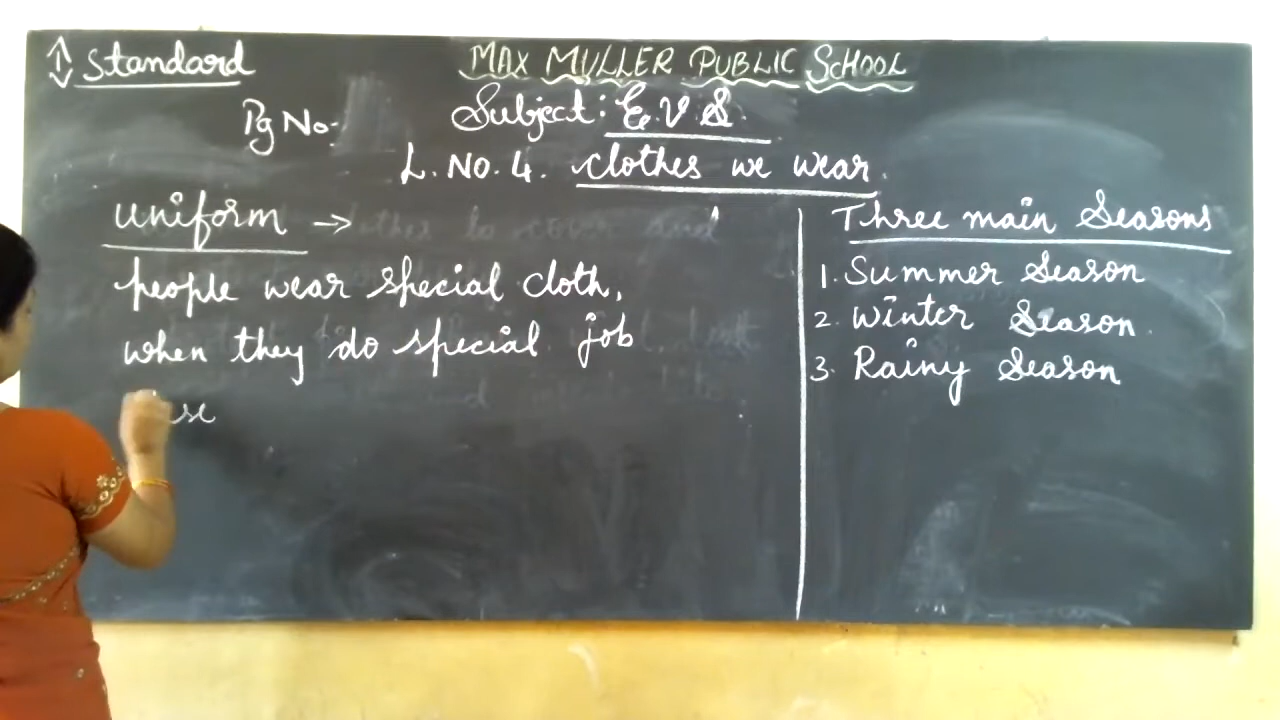 Standard
MAX MULLER PUBLIC SCHOOL
Pg No:
Subject: E.V.S.
L. NO. 4. clothes we wear.
uniform →
people wear special cloth,
when they do special job
Three main Seasons
1. Summer Season
2. Winter Season.
3. Rainy Season